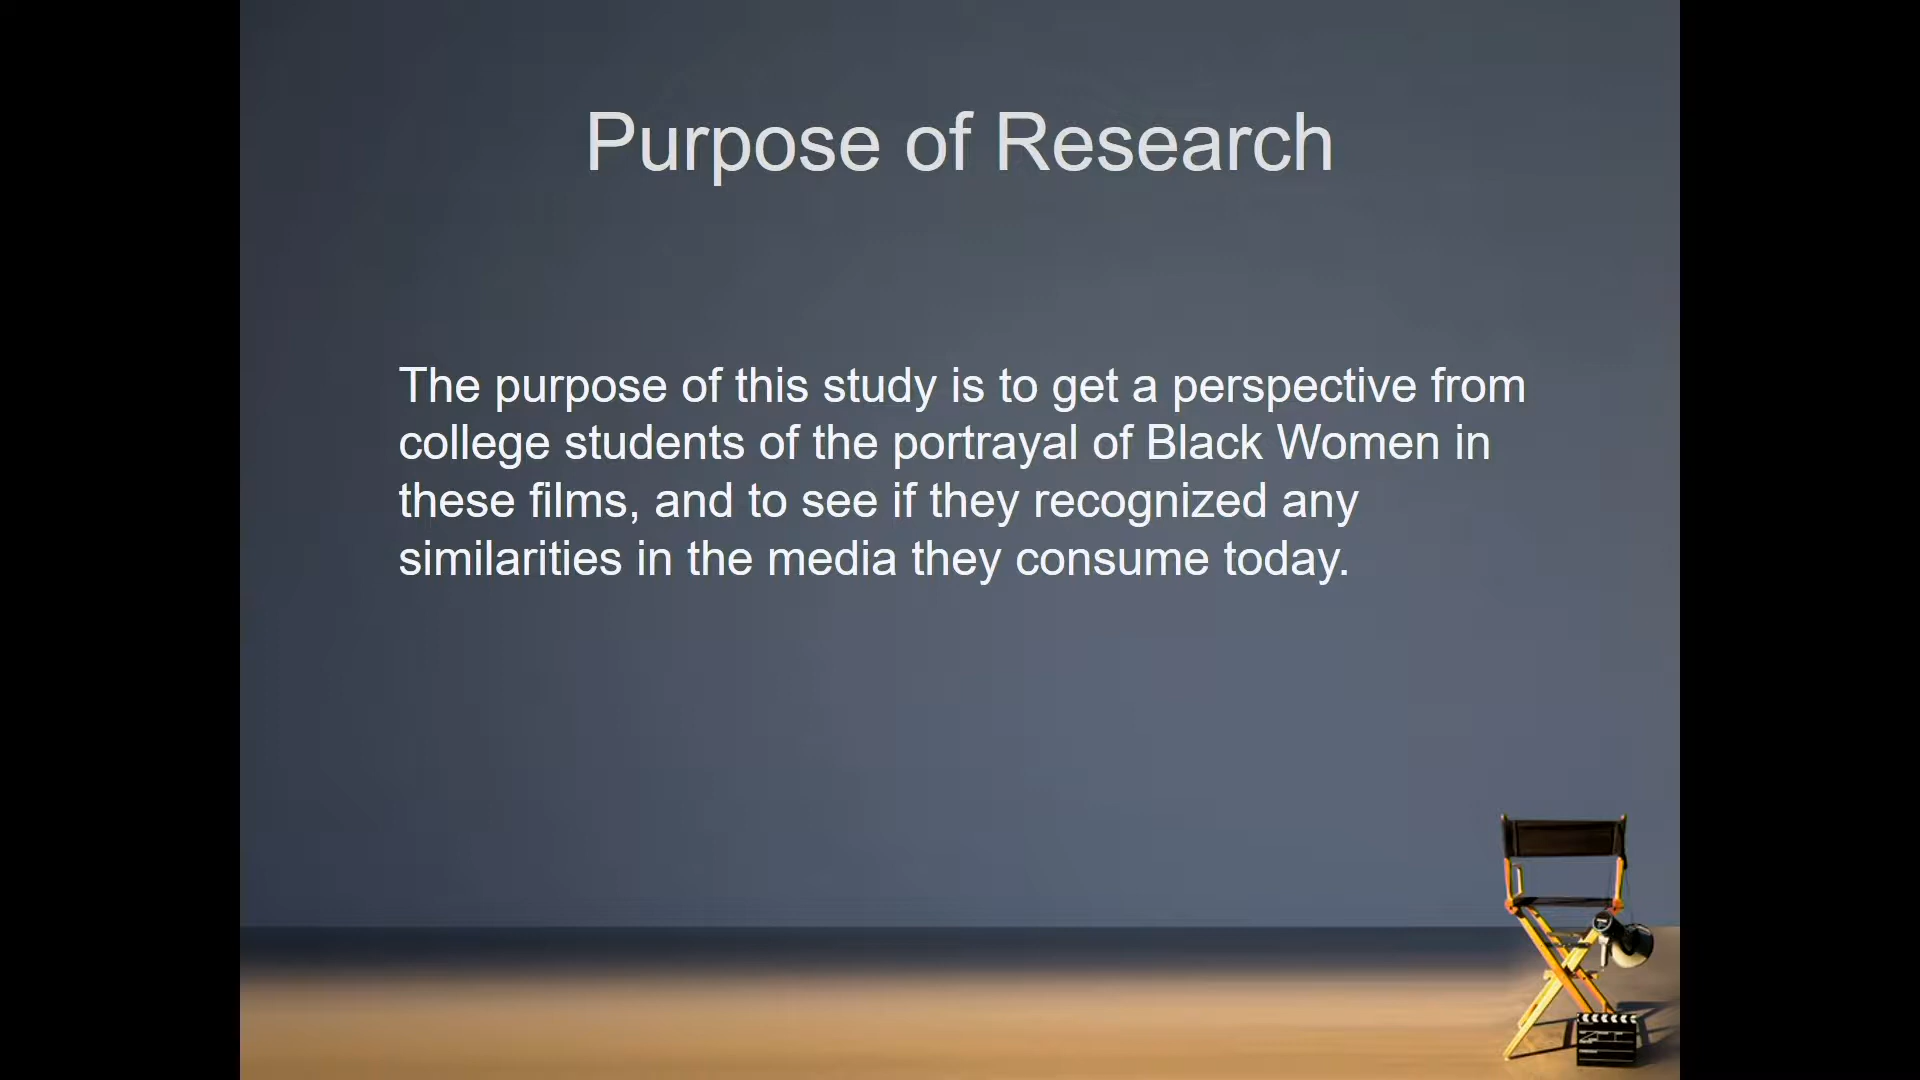 Purpose of Research
The purpose of this study is to get a perspective from
college students of the portrayal of Black Women in
these films, and to see if they recognized any
similarities in the media they consume today.